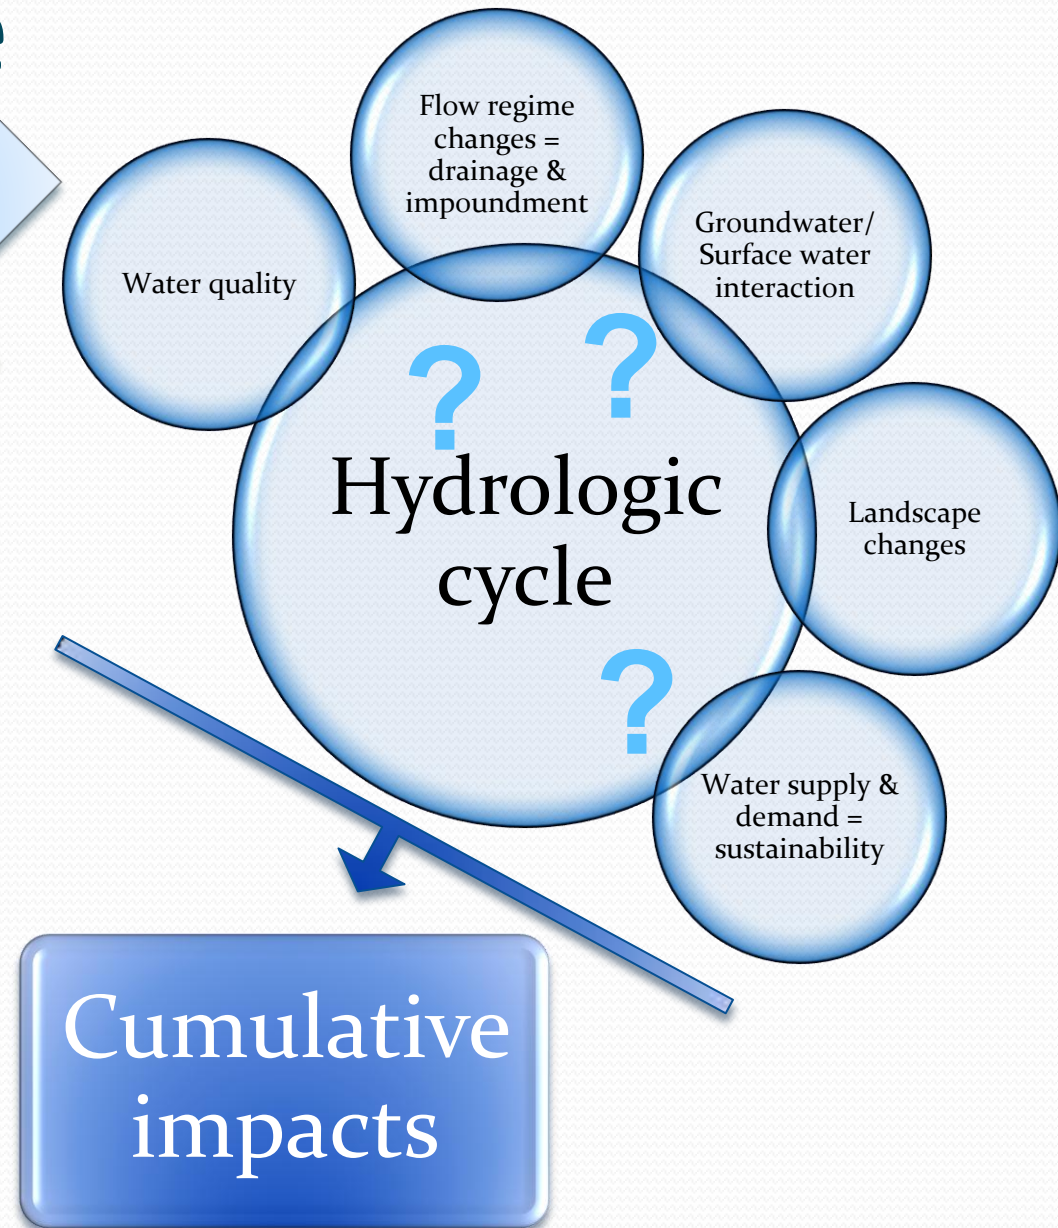 Flow regime
changes =
drainage &
impoundment
Water quality
Groundwater/
Surface water
interaction
? ?
Hydrologic
cycle
Landscape
changes
?
Water supply &
demand =
sustainability
Cumulative
impacts